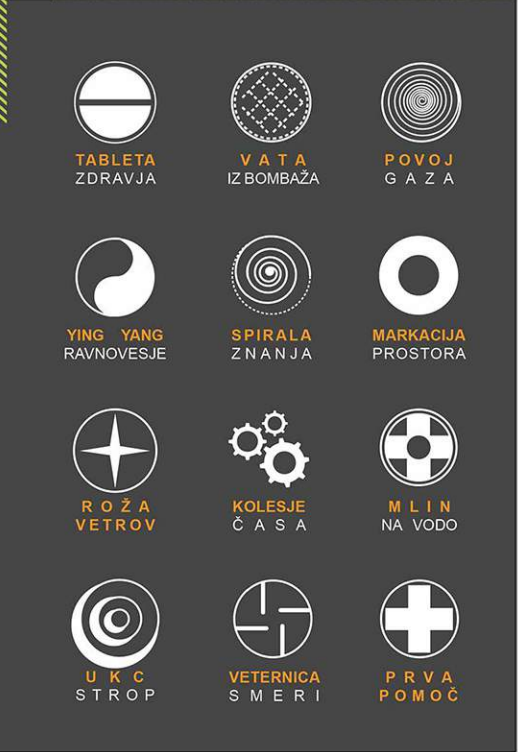 TABLETA
ZDRAVJA
VATA
IZ BOMBAŽA
POVOJ
GAZA
YING YANG
RAVNOVESJE
SPIRALA
ZNANJA
MARKACIJA
PROSTORA
ROŽA
VETROV
KOLESJE
ČASA
MLIN
NA VODO
UKC
STROP
VETERNICA
SMERI
PRVA
POMOČ